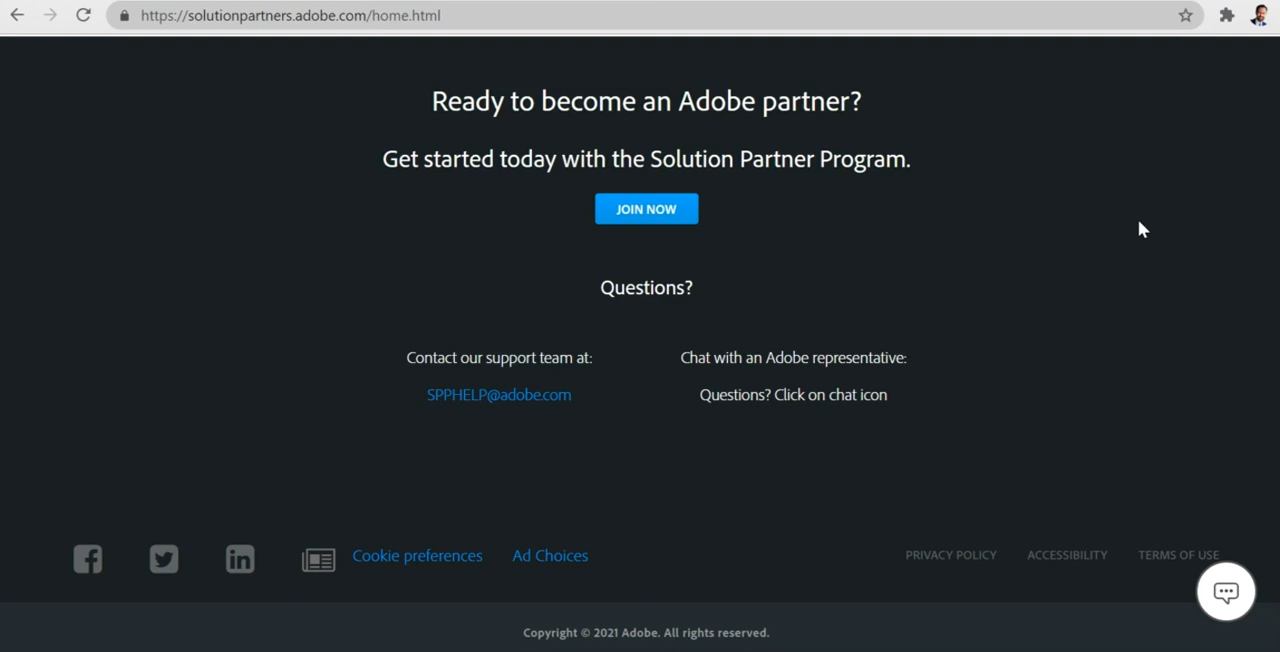 https://solutionpartners.adobe.com/home.html
Ready to become an Adobe partner?
Get started today with the Solution Partner Program.
JOIN NOW
Questions?
Contact our support team at:
SPPHELP@adobe.com
Chat with an Adobe representative:
Questions? Click on chat icon
Cookie preferences Ad Choices PRIVACY POLICY ACCESSIBILITY TERMS OF USE
Copyright © 2021 Adobe. All rights reserved.